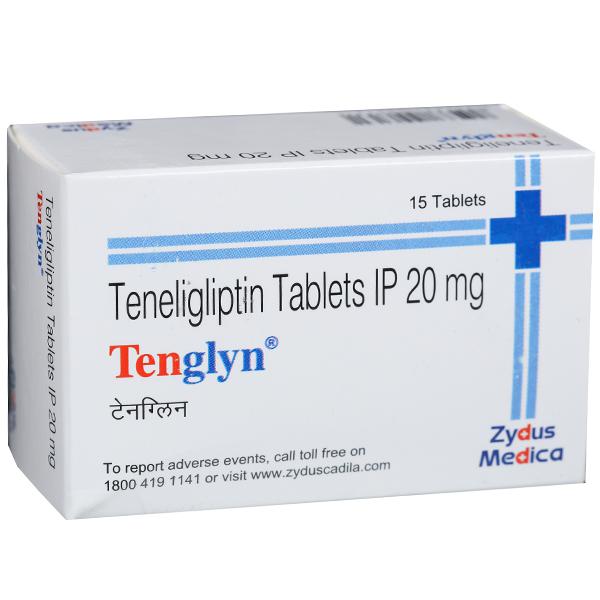 Zydus
Medica
Tenglyn®
Teneligliptin Tablets IP 20 mg
15 Tablets
Teneligliptin Tablets IP 20 mg
Tenglyn®
टेनग्लिन
To report adverse events, call toll free on
1800 419 1141 or visit www.zyduscadila.com
Zydus
Medica
Teneligliptin Tablets IP 20 mg
Tenglyn®